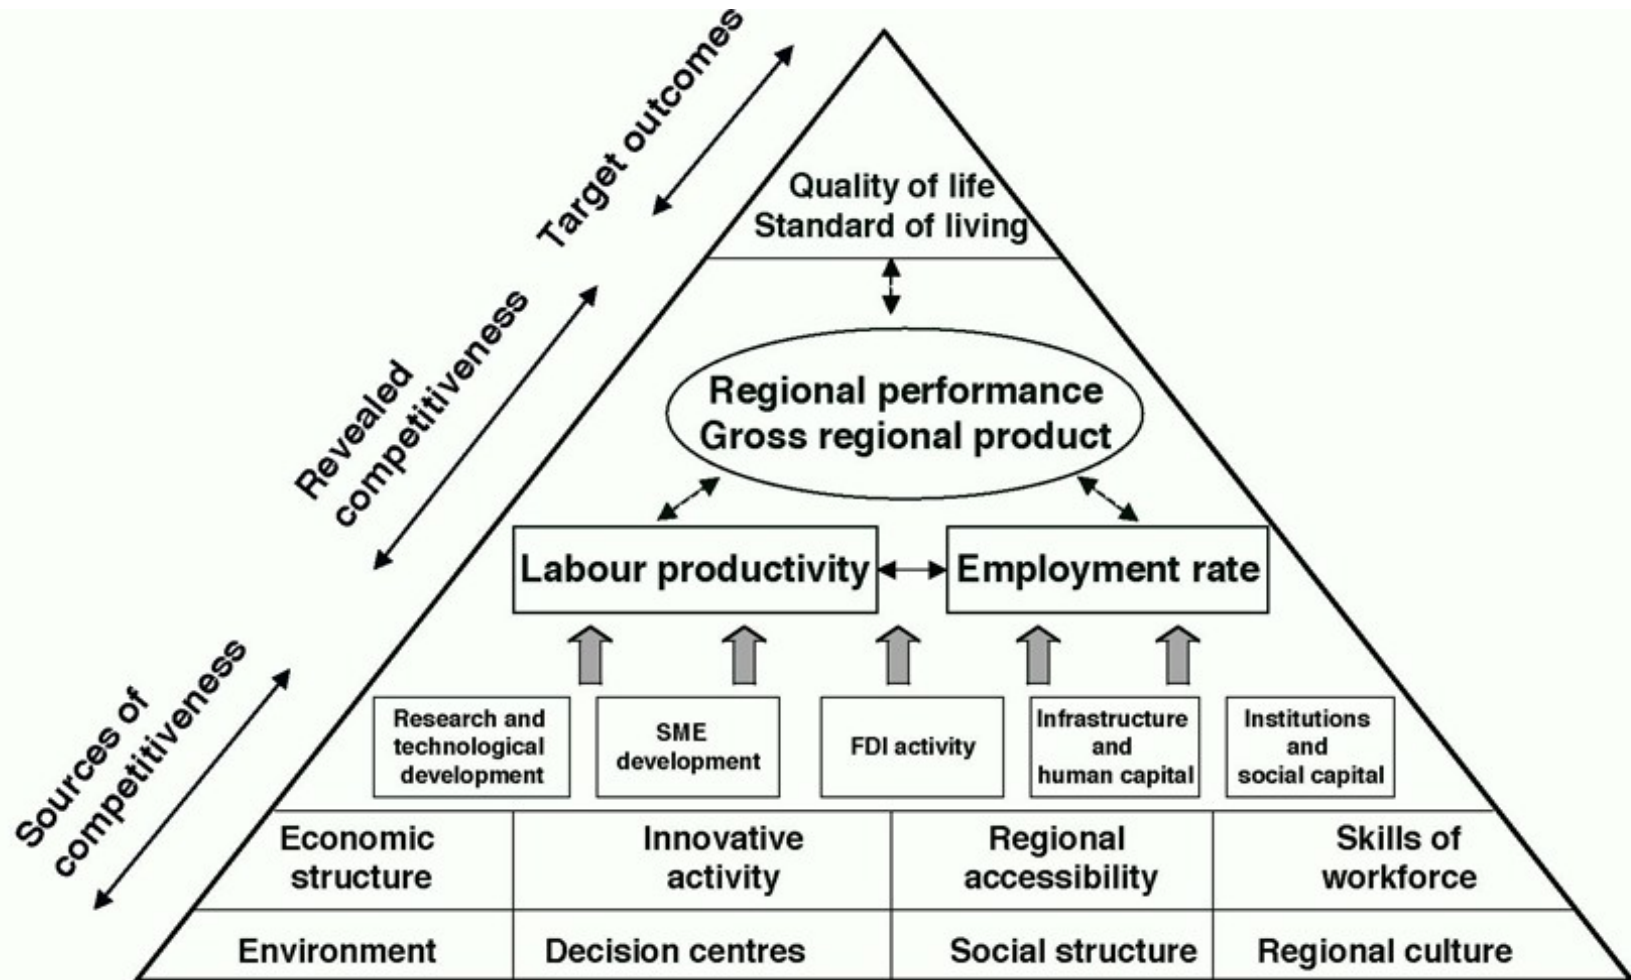 Target outcomes
Quality of life
Standard of living
Revealed
competitiveness
Regional performance
Gross regional product
Labour productivity
Employment rate
Sources of
competitiveness
Research and
technological
development
SME
development
FDI activity
Infrastructure
and
human capital
Institutions
and
social capital
Economic
structure
Innovative
activity
Regional
accessibility
Skills of
workforce
Environment
Decision centres
Social structure
Regional culture